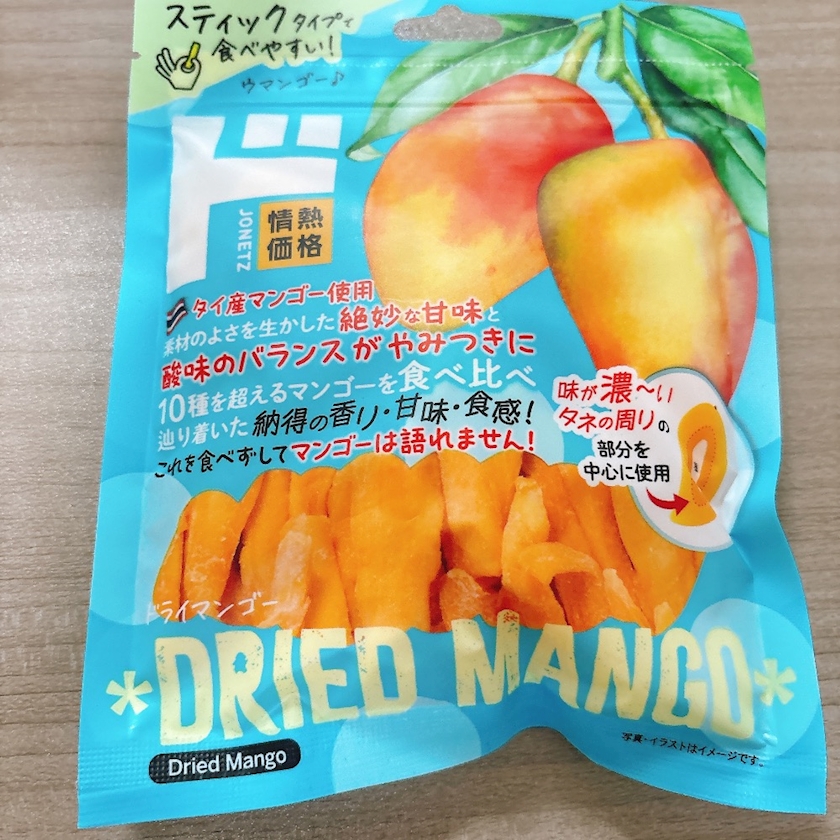 スティックタイプで
食べやすい!
ウマンゴー♪
ド
JONETZ
情熱
価格
タイ産マンゴー使用
素材のよさを生かした絶妙な甘味と
酸味のバランスがやみつきに
10種を超えるマンゴーを食べ比べ
辿り着いた納得の香り・甘味・食感!
これを食べずしてマンゴーは語れません!
味が濃〜い
タネの周りの
部分を
中心に使用
ドライマンゴー
*DRIED MANGO*
Dried Mango
写真・イラストはイメージです。